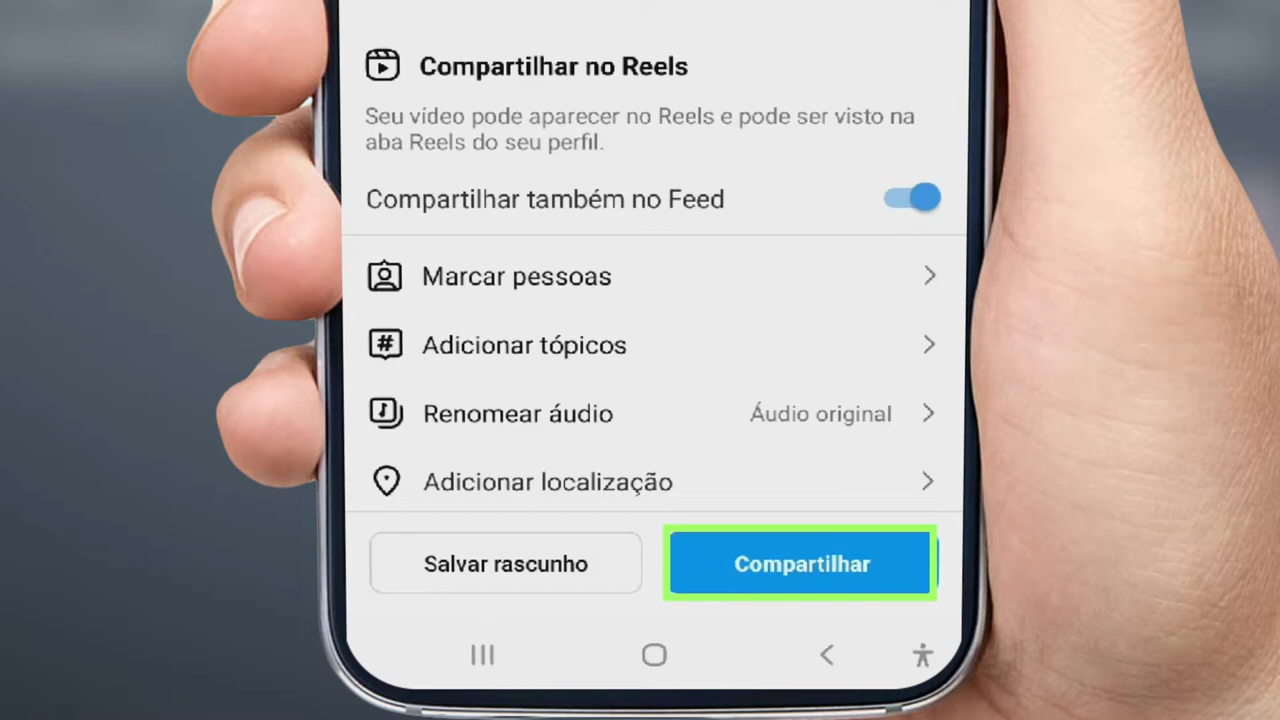 Compartilhar no Reels
Seu vídeo pode aparecer no Reels e pode ser visto na
aba Reels do seu perfil.
Compartilhar também no Feed
Marcar pessoas
Adicionar tópicos
Renomear áudio Áudio original
Adicionar localização
Salvar rascunho Compartilhar